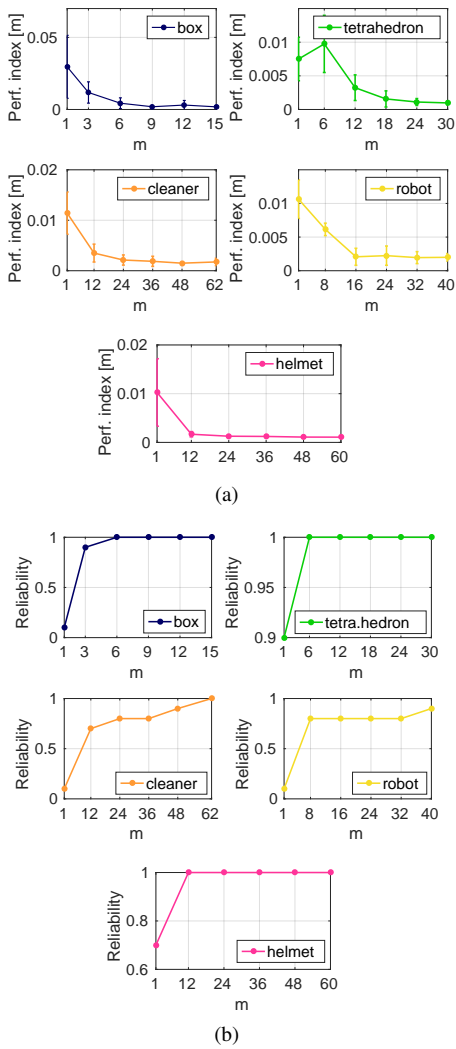 0.05
0
Perf. index [m]
box
1 3 6 9 12 15
m
0.01
0.005
0
Perf. index [m]
tetrahedron
1 6 12 18 24 30
m
0.02
0.01
0
Perf. index [m]
cleaner
1 12 24 36 48 62
m
0.01
0.005
0
Perf. index [m]
robot
1 8 16 24 32 40
m
0.02
0.01
0
Perf. index [m]
helmet
1 12 24 36 48 60
m
(a)
1
0.5
0
Reliability
box
1 3 6 9 12 15
m
1
0.95
0.9
Reliability
tetra.hedron
1 6 12 18 24 30
m
1
0.5
0
Reliability
cleaner
1 12 24 36 48 62
m
1
0.5
0
Reliability
robot
1 8 16 24 32 40
m
1
0.8
0.6
Reliability
helmet
1 12 24 36 48 60
m
(b)